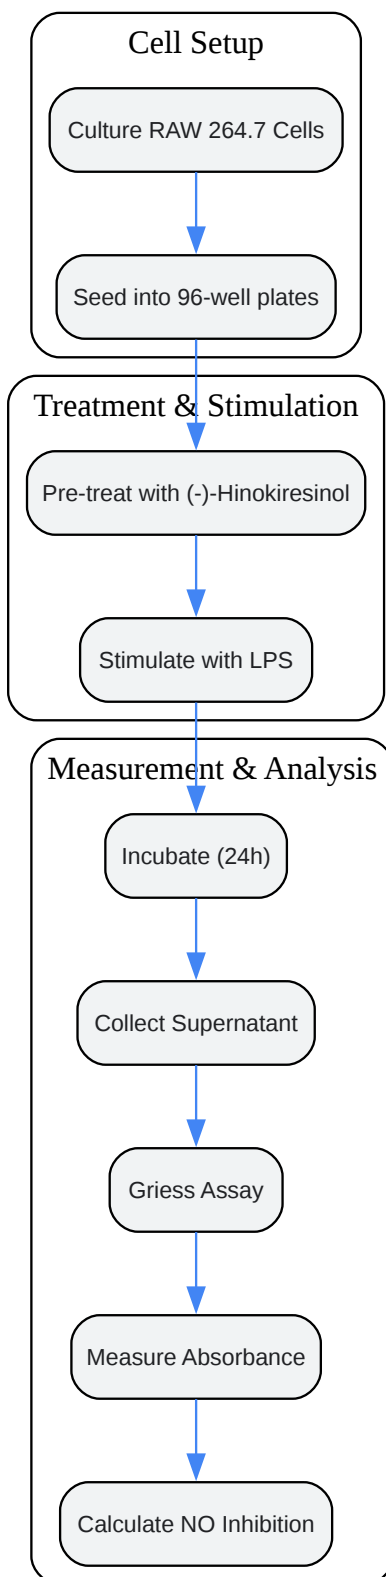 Cell Setup
Culture RAW 264.7 Cells
Seed into 96-well plates
Treatment & Stimulation
Pre-treat with (-)-Hinokiresinol
Stimulate with LPS
Measurement & Analysis
Incubate (24h)
Collect Supernatant
Griess Assay
Measure Absorbance
Calculate NO Inhibition